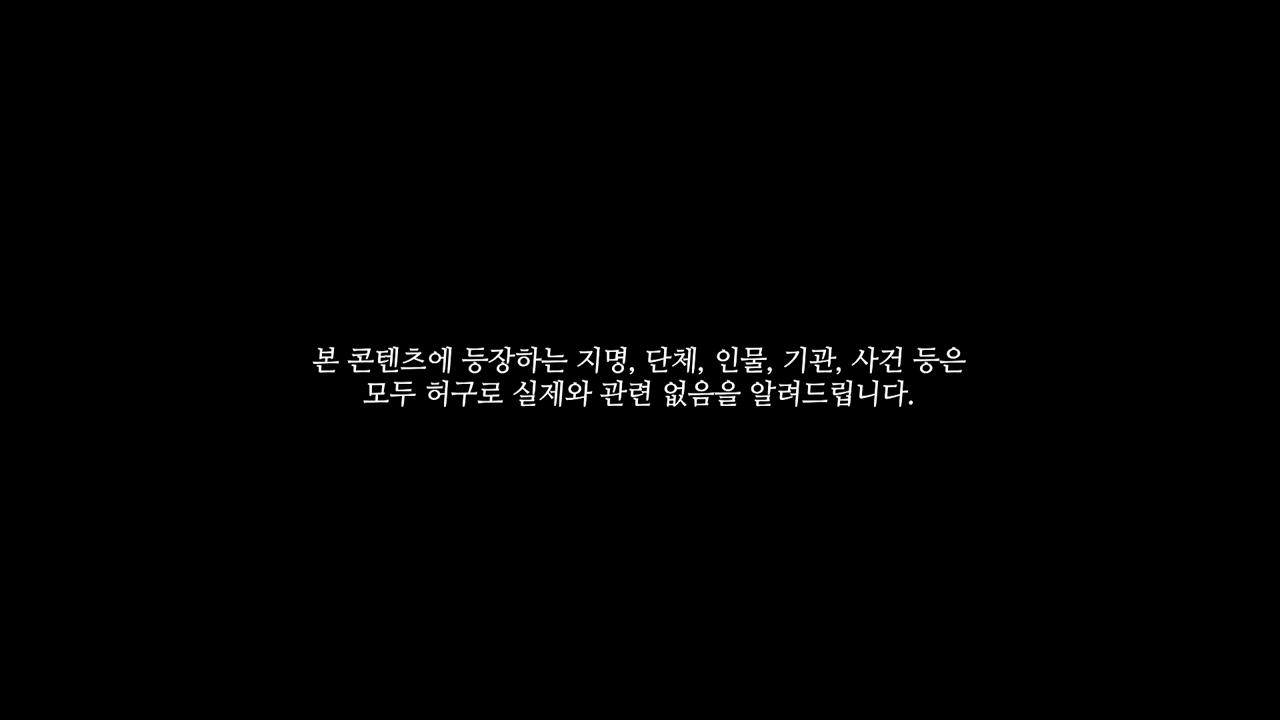 본 콘텐츠에 등장하는 지명, 단체, 인물, 기관, 사건 등은
모두 허구로 실제와 관련 없음을 알려드립니다.